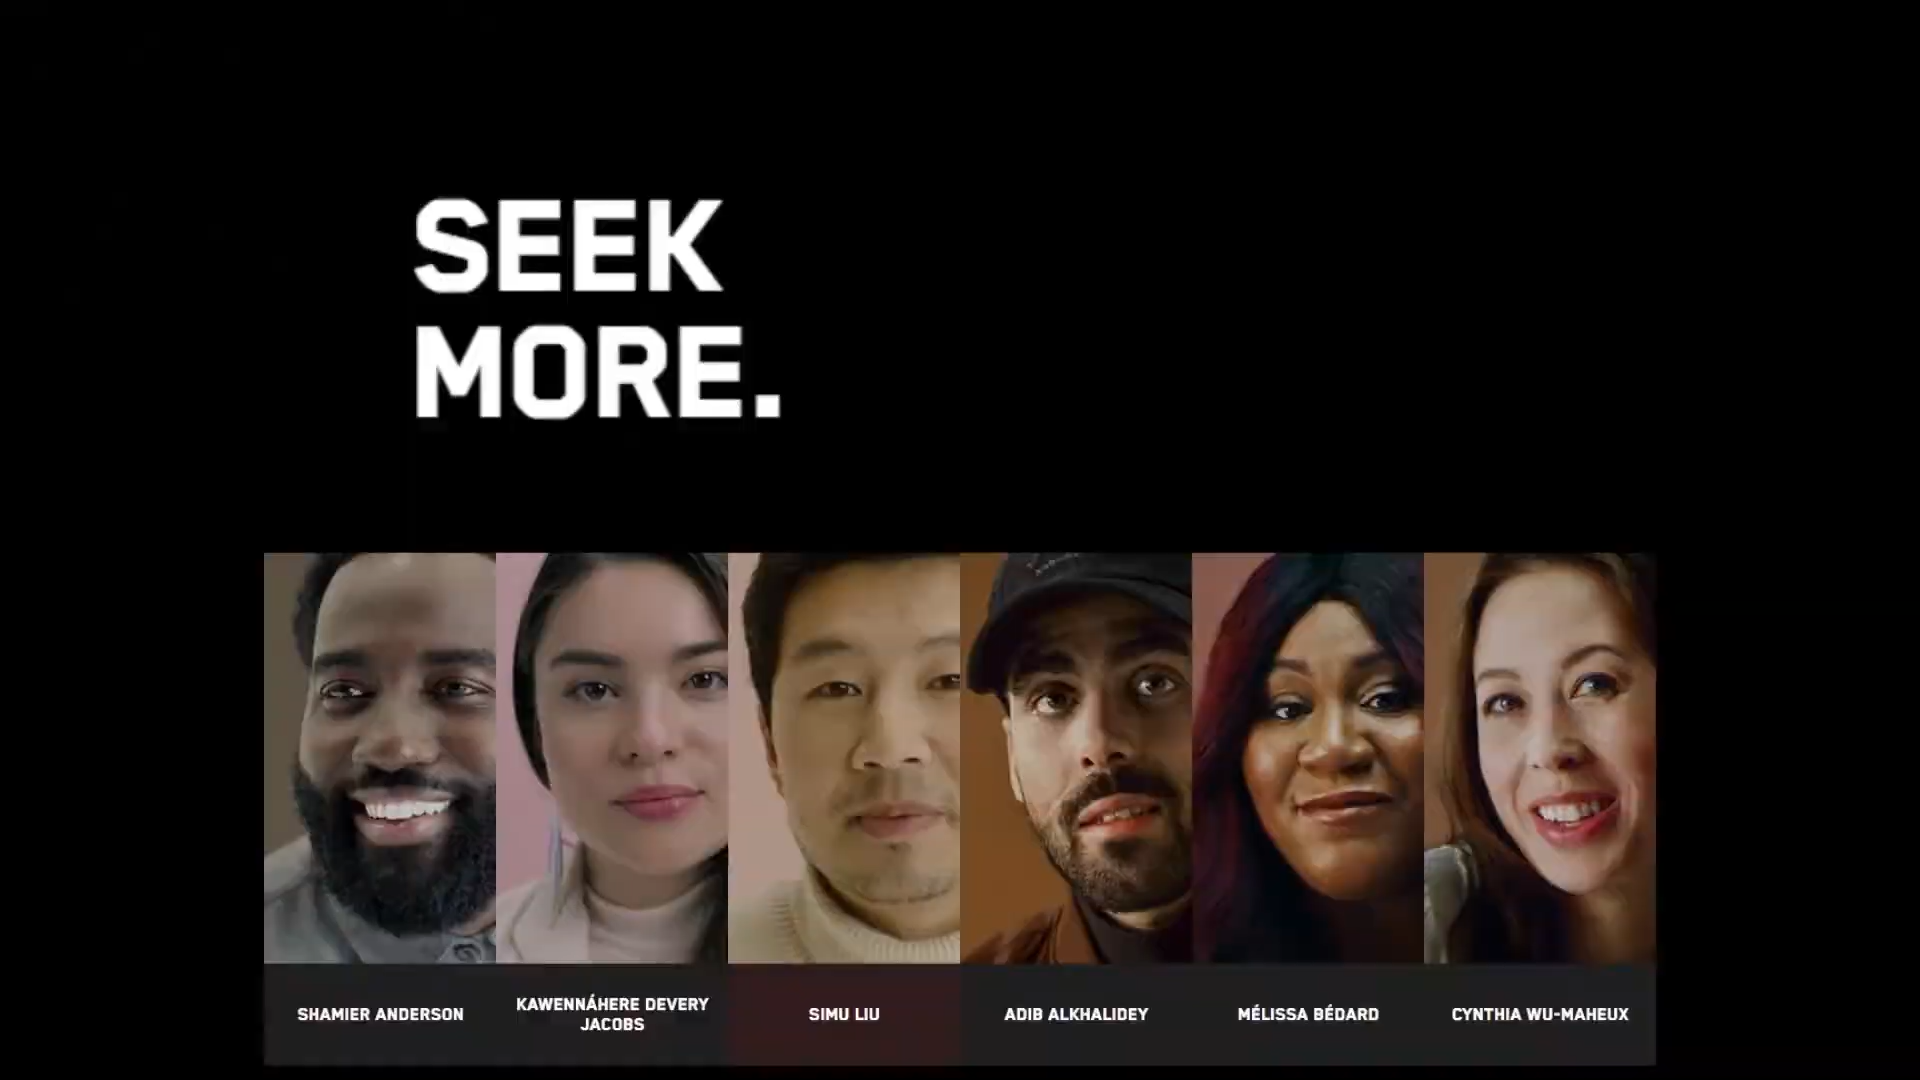 SEEK
MORE.
SHAMIER ANDERSON
KAWENNÁHERE DEVERY
JACOBS
SIMU LIU
ADIB ALKHALIDEY
MÉLISSA BÉDARD
CYNTHIA WU-MAHEUX